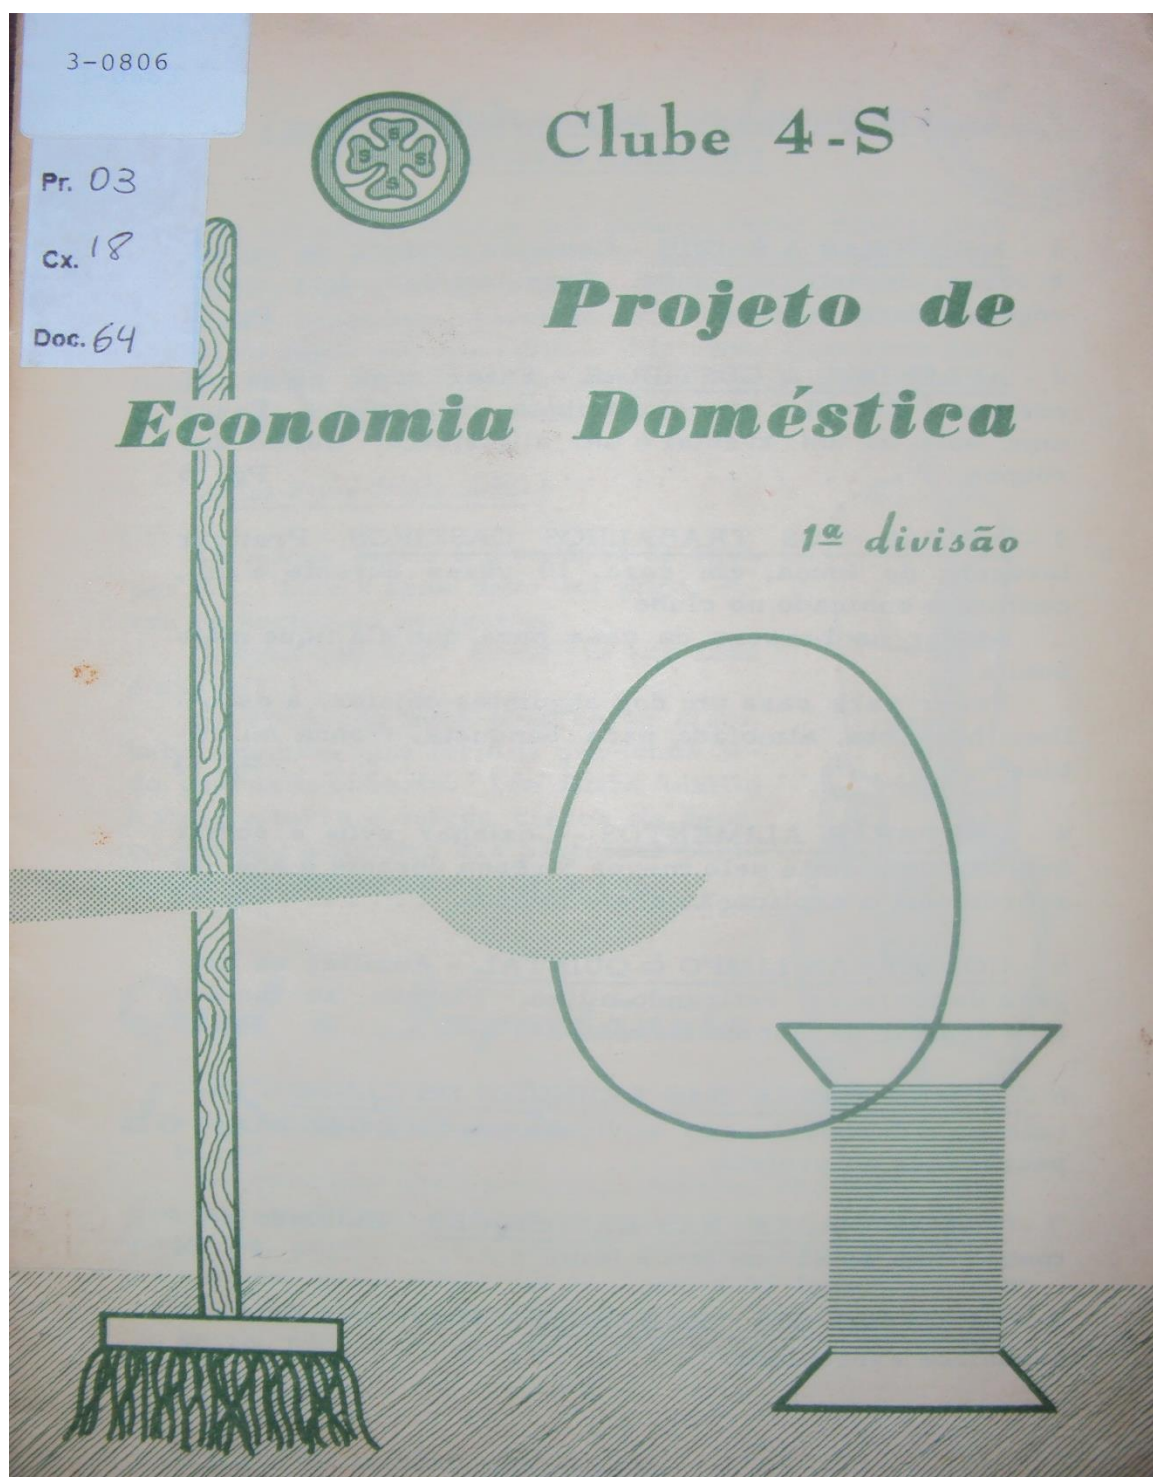 3-0806
Pr. 03
Cx. 18
Doc. 64
S
S S
S
Clube 4-S
Projeto de
Economia Doméstica
1ª divisão